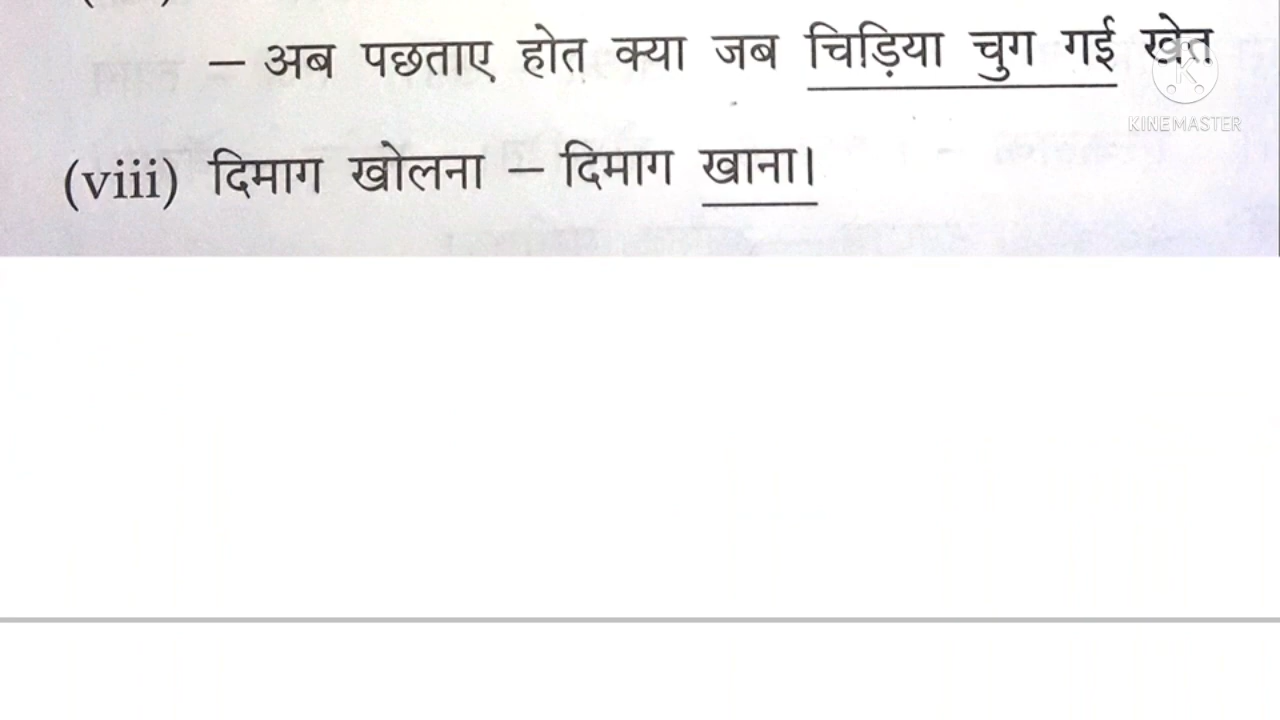 – अब पछताए होत क्या जब चिड़िया चुग गई खेत
KINEMASTER
(viii) दिमाग खोलना – दिमाग खाना।